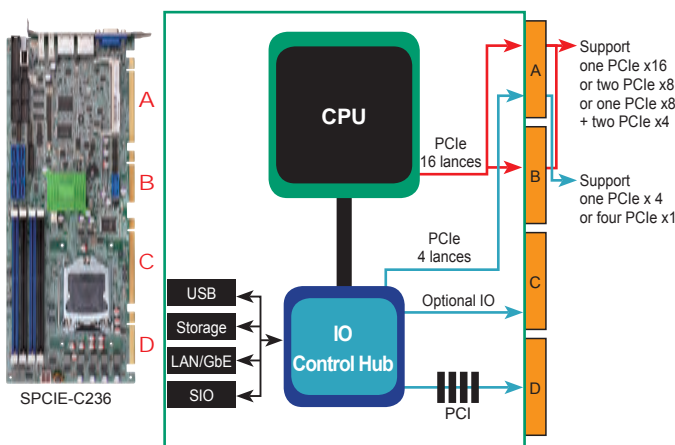 A
B
C
D
SPCIE-C236
CPU
PCIe
16 lances
PCIe
4 lances
Optional IO
IO
Control Hub
USB
Storage
LAN/GbE
SIO
PCI
A
B
C
D
Support
one PCIe x16
or two PCIe x8
or one PCIe x8
+ two PCIe x4
Support
one PCIe x 4
or four PCIe x1